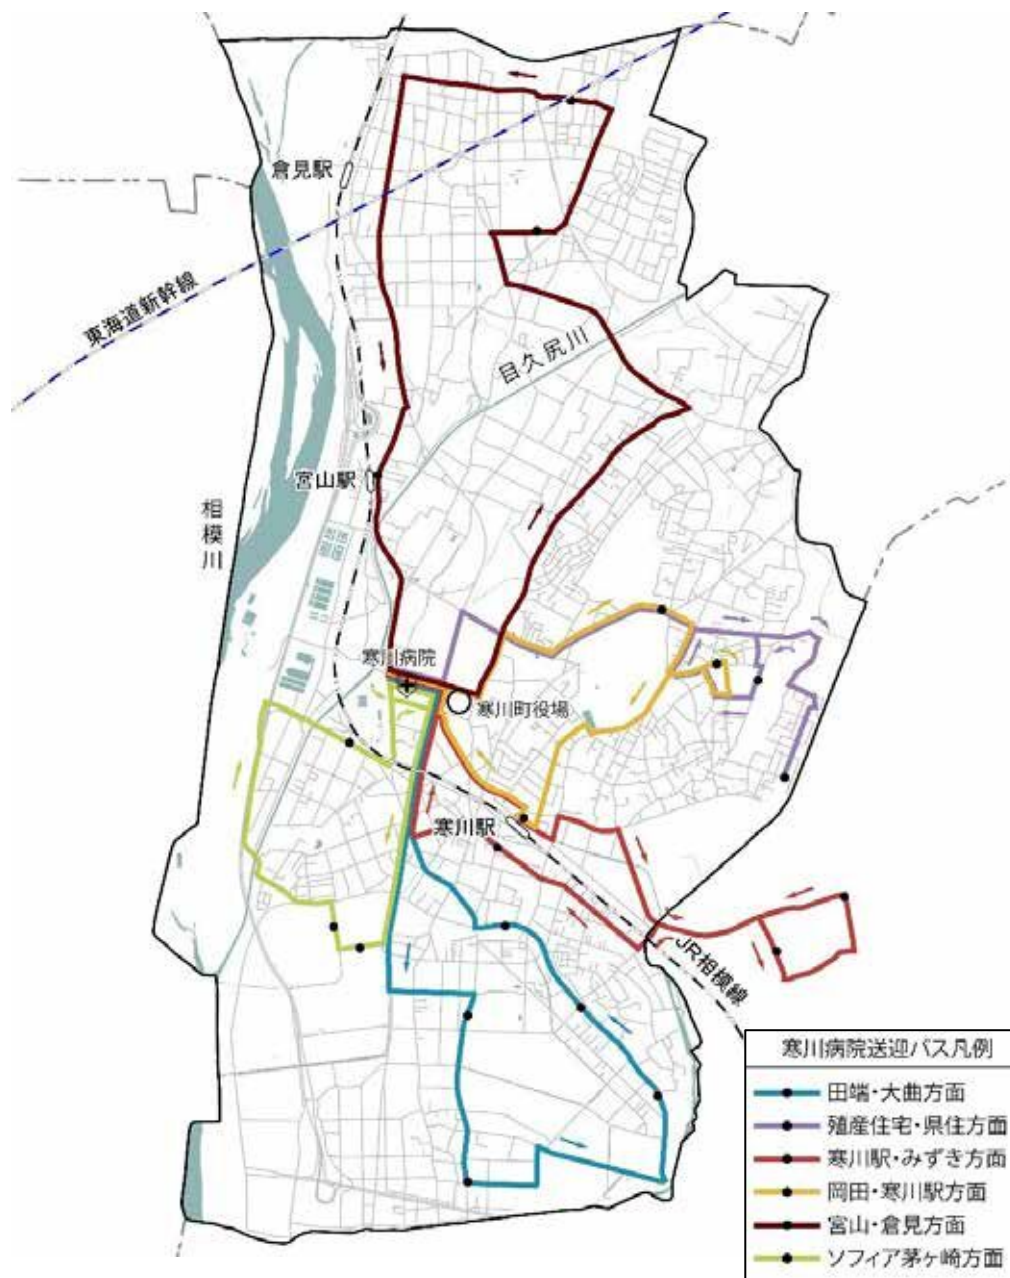 倉見駅
東海道新幹線
目久尻川
宮山駅
相模川
寒川病院
寒川町役場
寒川駅
JR相模線
寒川病院送迎バス凡例
田端・大曲方面
殖産住宅・県住方面
寒川駅・みずき方面
岡田・寒川駅方面
宮山・倉見方面
ソフィア茅ヶ崎方面